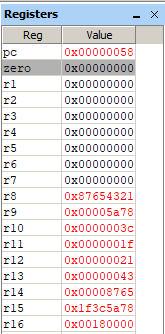 Registers
Reg Value
pc 0x00000058
zero 0x00000000
r1 0x00000000
r2 0x00000000
r3 0x00000000
r4 0x00000000
r5 0x00000000
r6 0x00000000
r7 0x00000000
r8 0x87654321
r9 0x00005a78
r10 0x0000003c
r11 0x0000001f
r12 0x00000021
r13 0x00000043
r14 0x00008765
r15 0x1f3c5a78
r16 0x00180000